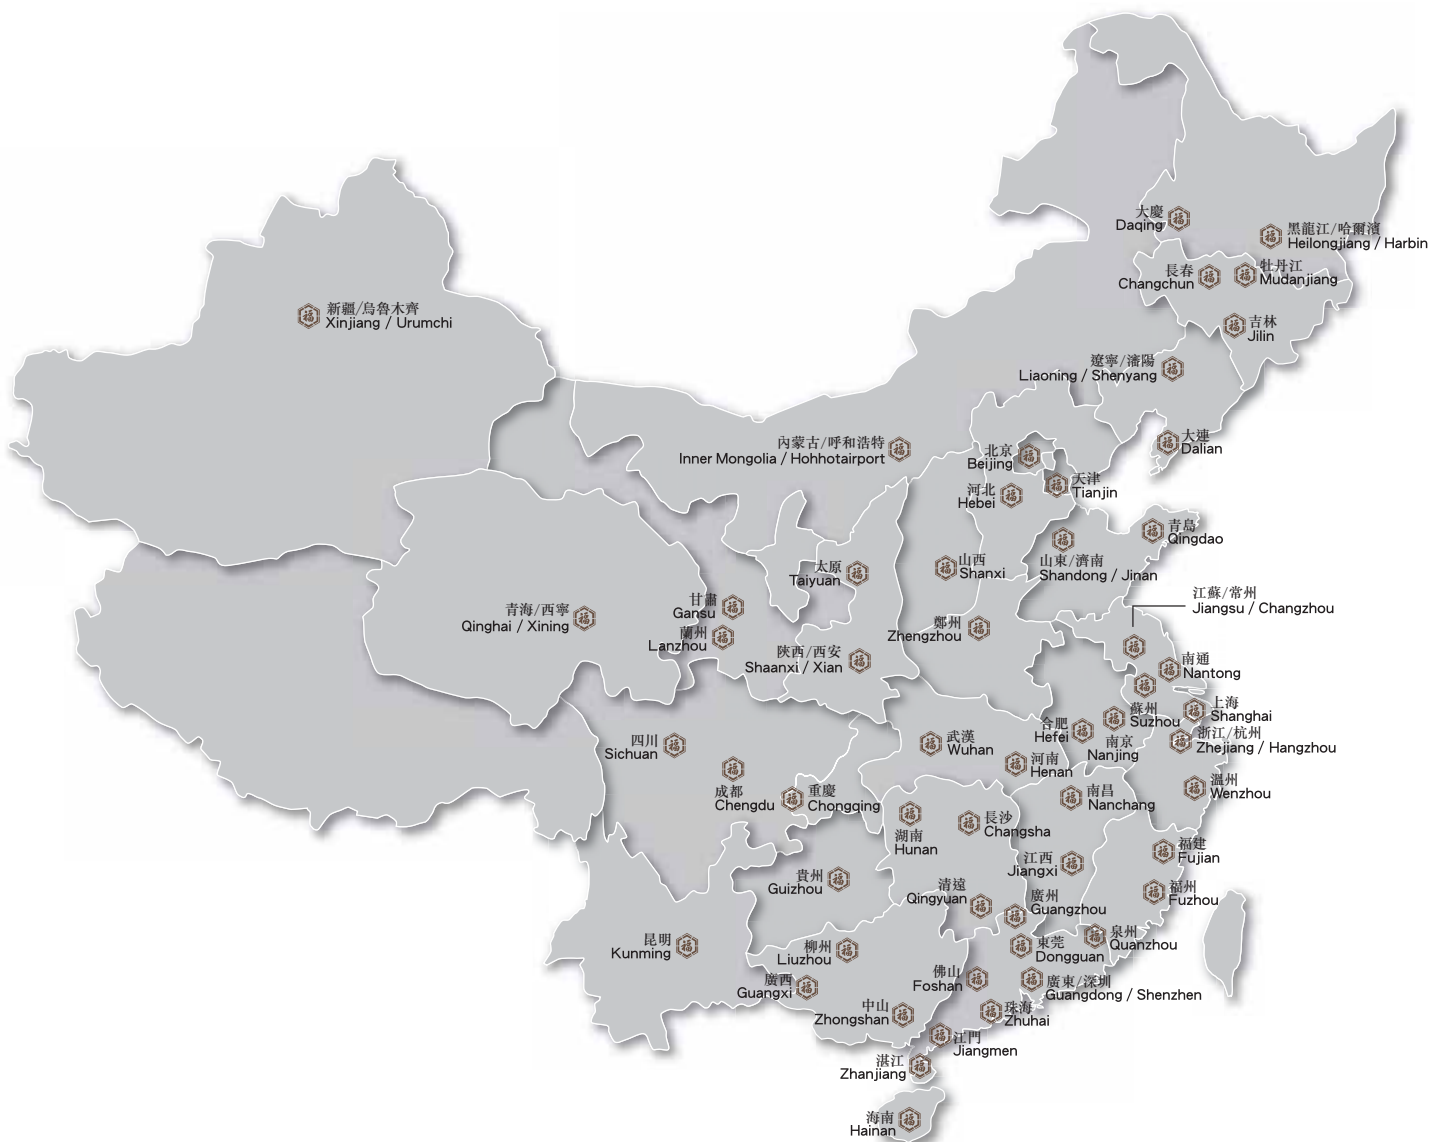 大慶
Daqing
黑龍江/哈爾濱
Heilongjiang / Harbin
長春
Changchun
牡丹江
Mudanjiang
新疆/烏魯木齊
Xinjiang / Urumchi
吉林
Jilin
遼寧/瀋陽
Liaoning / Shenyang
內蒙古/呼和浩特
Inner Mongolia / Hohhotairport
北京
Beijing
大連
Dalian
河北
Hebei
天津
Tianjin
青島
Qingdao
山東/濟南
Shandong / Jinan
山西
Shanxi
太原
Taiyuan
甘肅
Gansu
青海/西寧
Qinghai / Xining
蘭州
Lanzhou
鄭州
Zhengzhou
江蘇/常州
Jiangsu / Changzhou
陝西/西安
Shaanxi / Xian
南通
Nantong
蘇州
Suzhou
上海
Shanghai
合肥
Hefei
南京
Nanjing
浙江/杭州
Zhejiang / Hangzhou
四川
Sichuan
武漢
Wuhan
河南
Henan
成都
Chengdu
重慶
Chongqing
南昌
Nanchang
溫州
Wenzhou
湖南
Hunan
長沙
Changsha
江西
Jiangxi
福建
Fujian
貴州
Guizhou
清遠
Qingyuan
廣州
Guangzhou
福州
Fuzhou
昆明
Kunming
柳州
Liuzhou
東莞
Dongguan
泉州
Quanzhou
廣西
Guangxi
佛山
Foshan
廣東/深圳
Guangdong / Shenzhen
中山
Zhongshan
珠海
Zhuhai
江門
Jiangmen
湛江
Zhanjiang
海南
Hainan